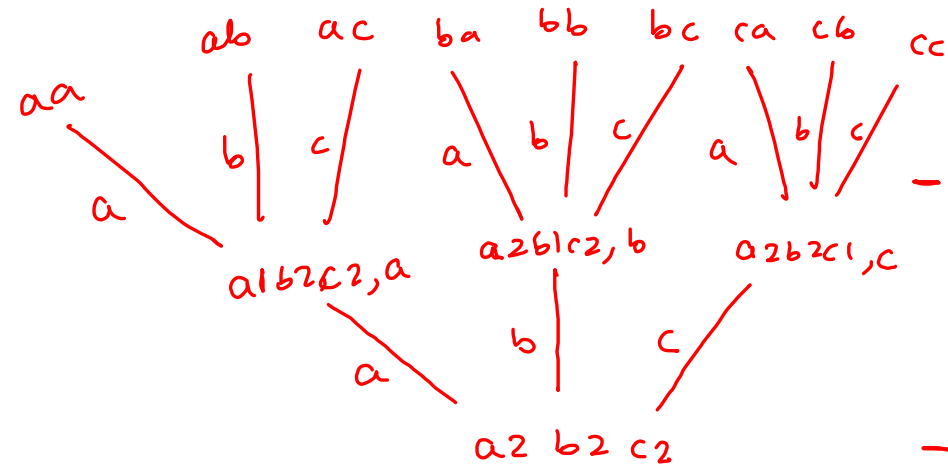 ab ac ba bb bc ca cb cc
aa
b c a b c a b c
a
a1b2c2,a a2b1c2,b a2b2c1,c
a b c
a2 b2 c2